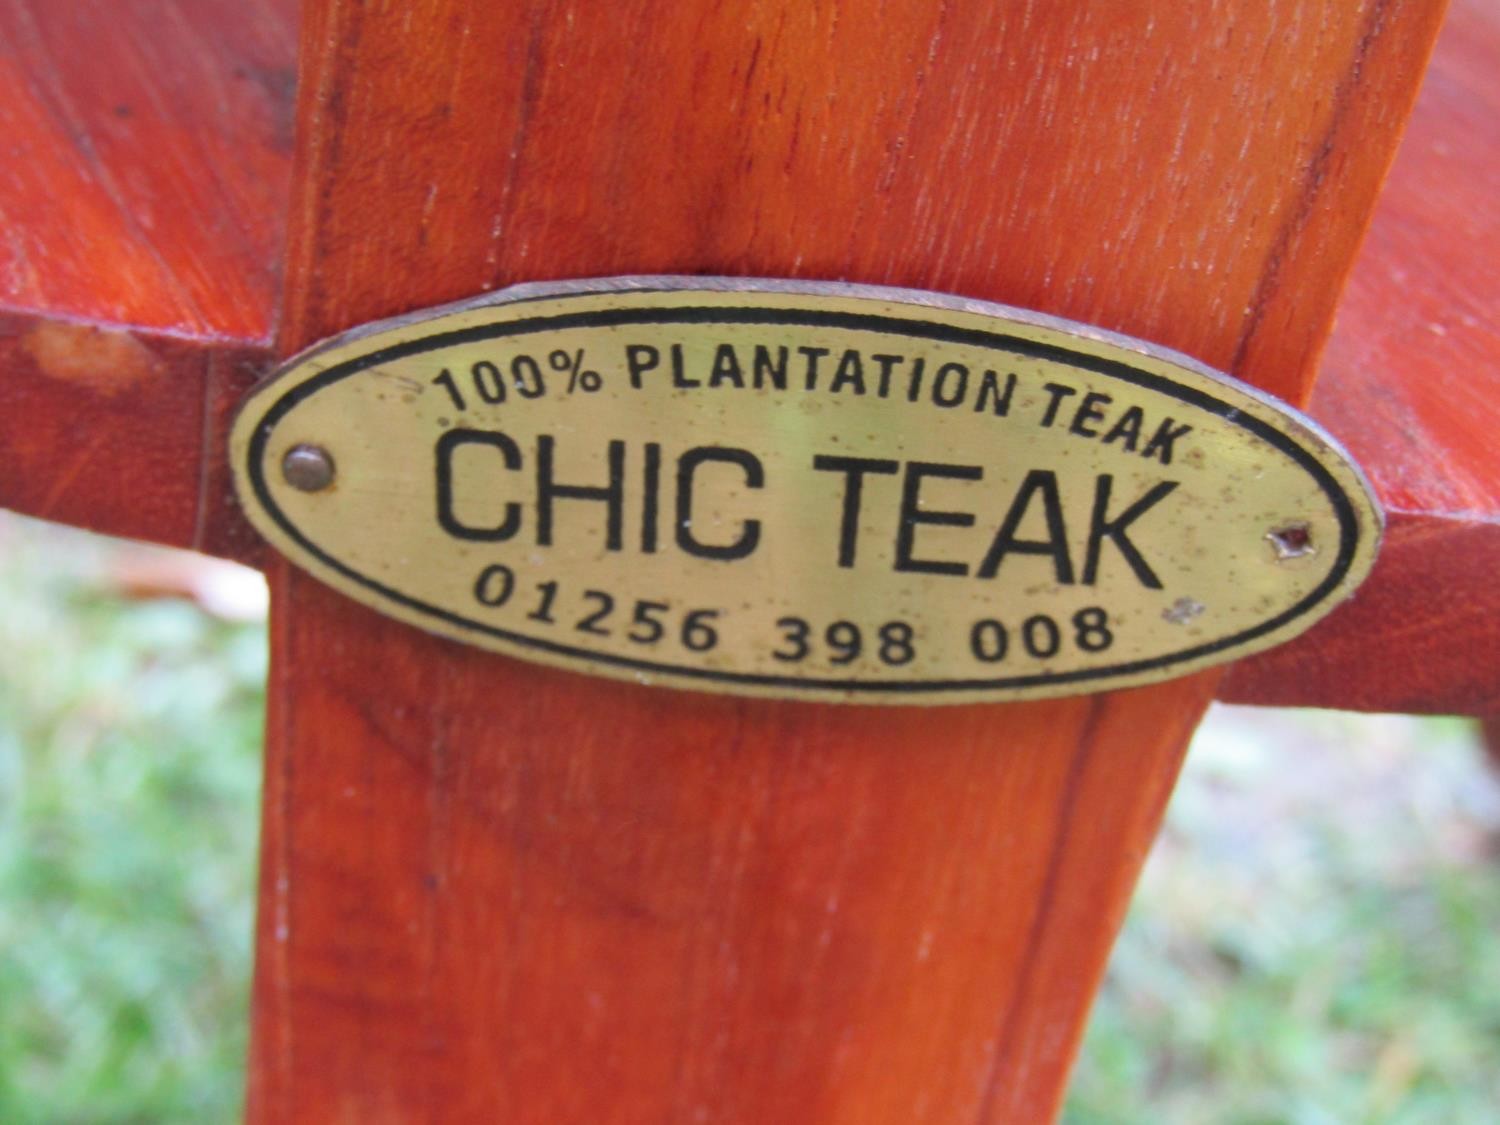 100% PLANTATION TEAK
CHIC TEAK
01256 398 008